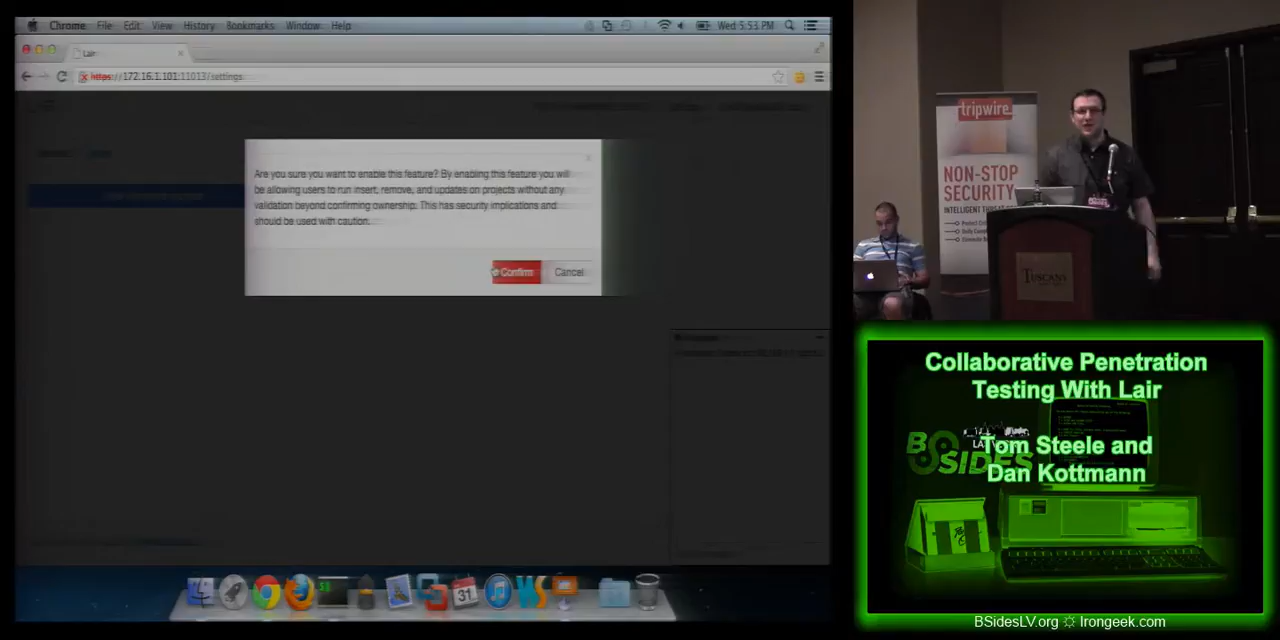 Chrome File Edit View History Bookmarks Window Help
Wed 5:53 PM
Lair
https://172.16.1.101:11013/settings
Are you sure you want to enable this feature? By enabling this feature you will
be allowing users to run insert, remove, and updates on projects without any
validation beyond confirming ownership. This has security implications and
should be used with caution.
Confirm Cancel
31
tripwire
NON-STOP
SECURITY
TUSCANY
Collaborative Penetration
Testing With Lair
BSIDES
Tom Steele and
Dan Kottmann
BSidesLV.org ☼ Irongeek.com